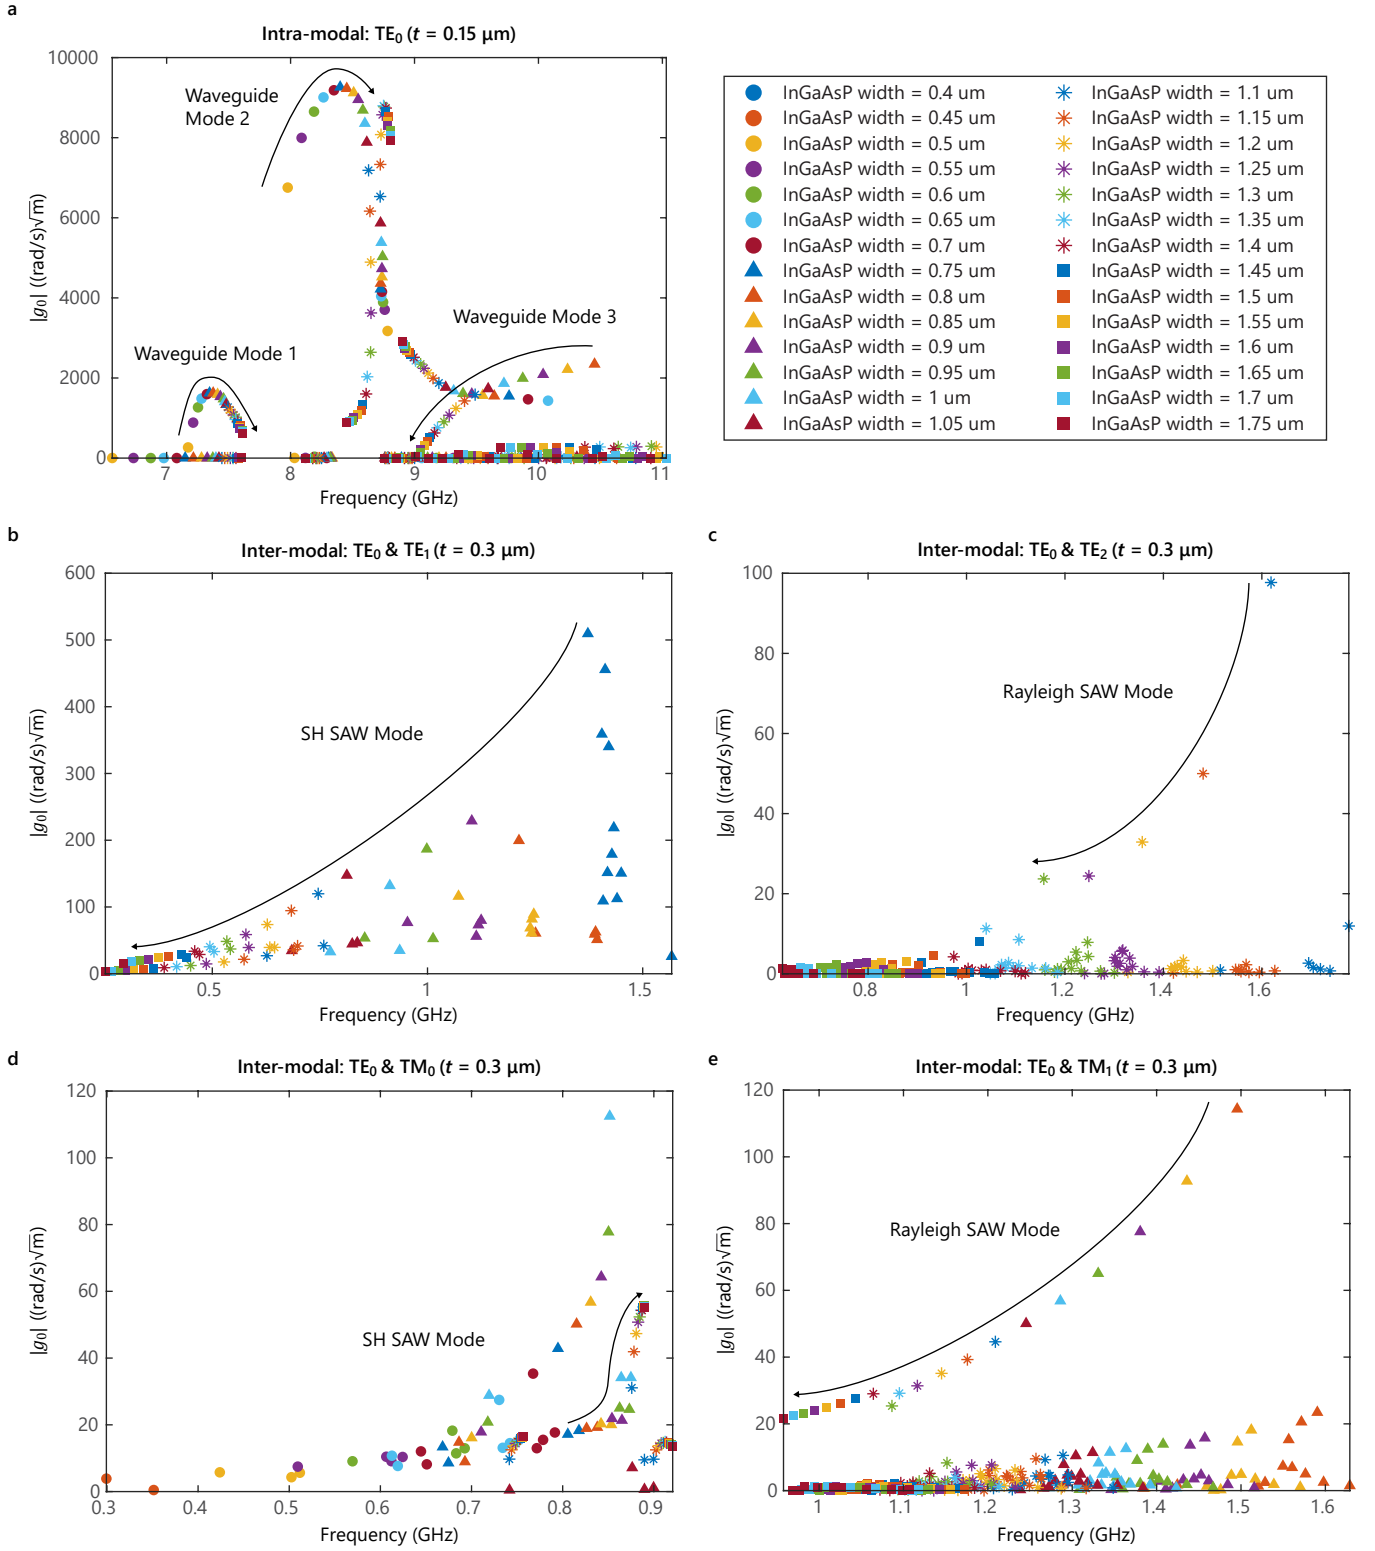 a
Intra-modal: TE₀ (t = 0.15 μm)
10000
8000
6000
4000
2000
0
|g₀| ((rad/s)√m)
Waveguide
Mode 2
Waveguide Mode 1
Waveguide Mode 3
7 8 9 10 11
Frequency (GHz)
InGaAsP width = 0.4 um
InGaAsP width = 0.45 um
InGaAsP width = 0.5 um
InGaAsP width = 0.55 um
InGaAsP width = 0.6 um
InGaAsP width = 0.65 um
InGaAsP width = 0.7 um
InGaAsP width = 0.75 um
InGaAsP width = 0.8 um
InGaAsP width = 0.85 um
InGaAsP width = 0.9 um
InGaAsP width = 0.95 um
InGaAsP width = 1 um
InGaAsP width = 1.05 um
InGaAsP width = 1.1 um
InGaAsP width = 1.15 um
InGaAsP width = 1.2 um
InGaAsP width = 1.25 um
InGaAsP width = 1.3 um
InGaAsP width = 1.35 um
InGaAsP width = 1.4 um
InGaAsP width = 1.45 um
InGaAsP width = 1.5 um
InGaAsP width = 1.55 um
InGaAsP width = 1.6 um
InGaAsP width = 1.65 um
InGaAsP width = 1.7 um
InGaAsP width = 1.75 um
b
Inter-modal: TE₀ & TE₁ (t = 0.3 μm)
600
500
400
300
200
100
0
|g₀| ((rad/s)√m)
SH SAW Mode
0.5 1 1.5
Frequency (GHz)
c
Inter-modal: TE₀ & TE₂ (t = 0.3 μm)
100
80
60
40
20
0
|g₀| ((rad/s)√m)
Rayleigh SAW Mode
0.8 1 1.2 1.4 1.6
Frequency (GHz)
d
Inter-modal: TE₀ & TM₀ (t = 0.3 μm)
120
100
80
60
40
20
0
|g₀| ((rad/s)√m)
SH SAW Mode
0.3 0.4 0.5 0.6 0.7 0.8 0.9
Frequency (GHz)
e
Inter-modal: TE₀ & TM₁ (t = 0.3 μm)
120
100
80
60
40
20
0
|g₀| ((rad/s)√m)
Rayleigh SAW Mode
1 1.1 1.2 1.3 1.4 1.5 1.6
Frequency (GHz)